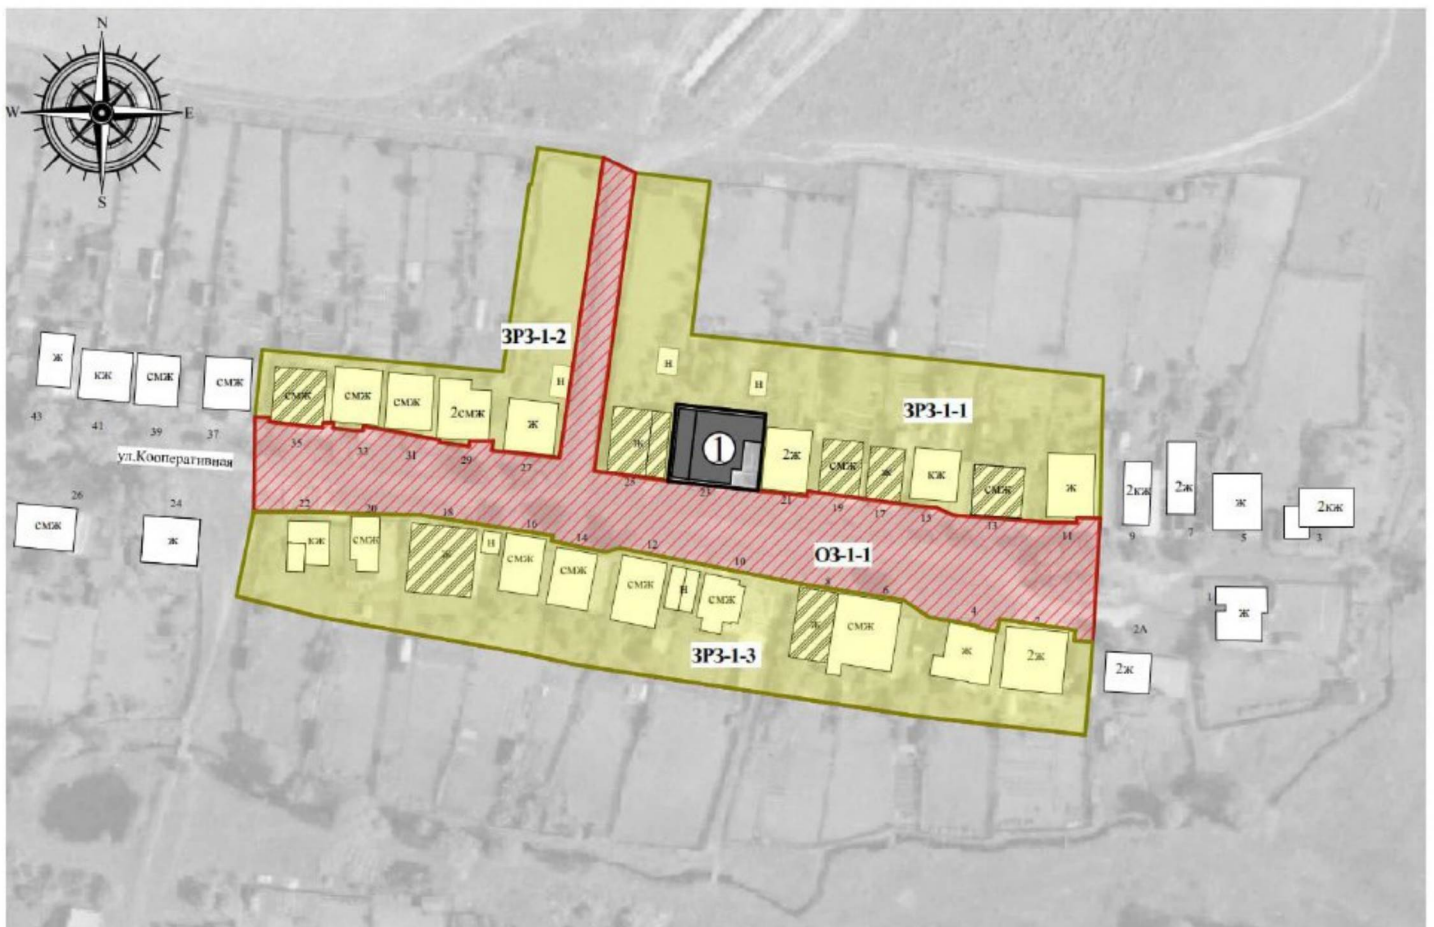 N
W
E
S
ЗРЗ-1-2
н
н
н
ЗРЗ-1-1
ж
кж
смж
смж
смж
смж
смж
2смж
ж
ж
1
2ж
смж
ж
кж
смж
ж
2кж
2ж
ж
2кж
43
41
39
37
35
33
31
29
27
25
23
21
19
17
15
13
11
9
7
5
3
ул.Кооперативная
26
24
22
20
18
16
14
12
10
8
6
4
ОЗ-1-1
1
2А
смж
ж
кж
смж
ж
н
смж
смж
смж
н
смж
ж
смж
ж
2ж
2ж
ж
ЗРЗ-1-3